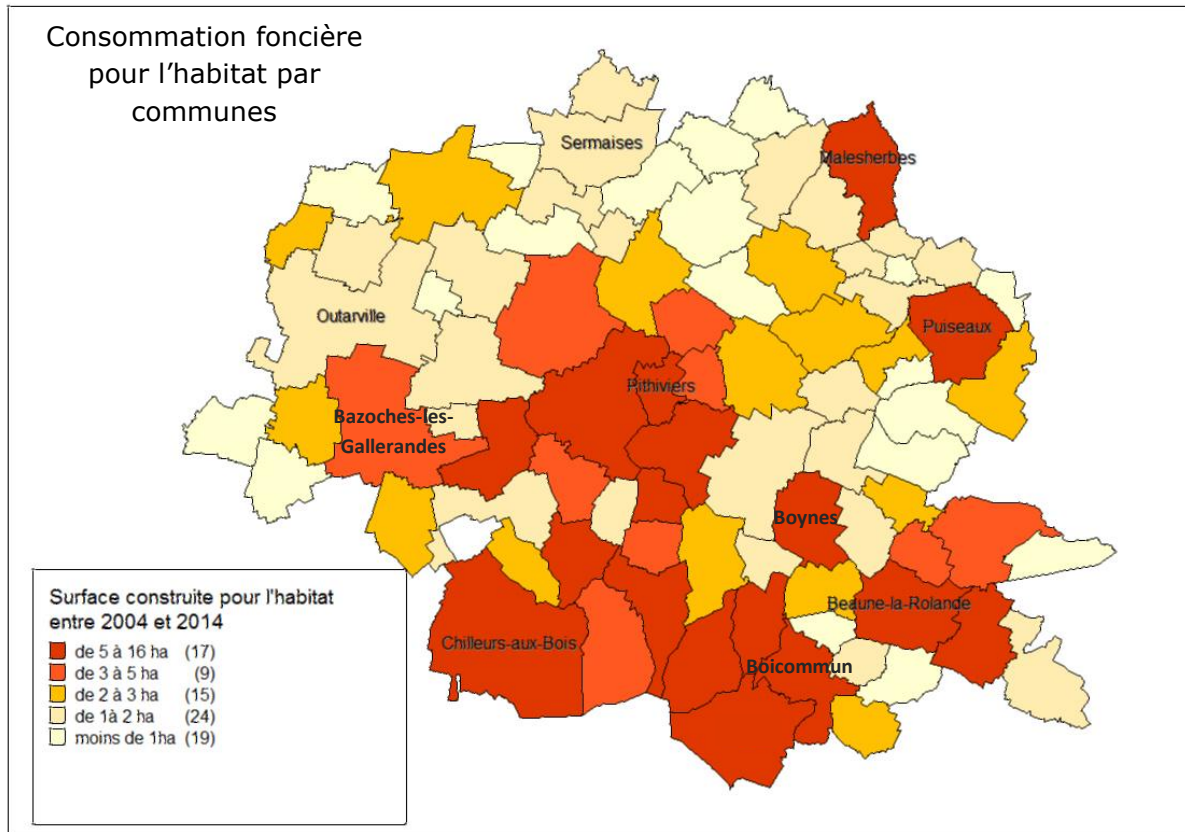 Consommation foncière
pour l'habitat par
communes
Sermaises
Malesherbes
Outarville
Puiseaux
Pithiviers
Bazoches-les-
Gallerandes
Boynes
Beaune-la-Rolande
Chilleurs-aux-Bois
Boicommun
Surface construite pour l'habitat
entre 2004 et 2014
de 5 à 16 ha (17)
de 3 à 5 ha (9)
de 2 à 3 ha (15)
de 1à 2 ha (24)
moins de 1ha (19)